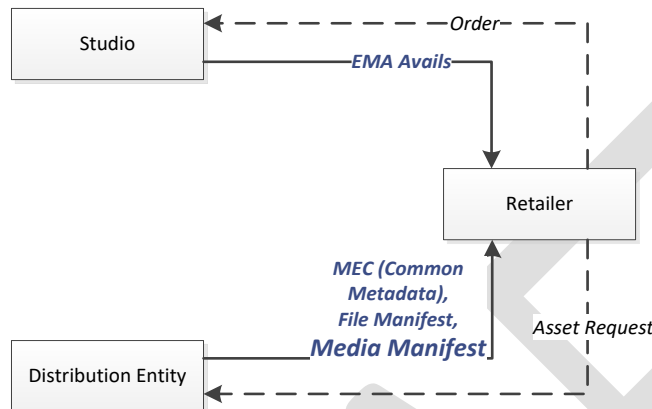 Order
Studio
EMA Avails
Retailer
MEC (Common
Metadata),
File Manifest,
Media Manifest
Asset Request
Distribution Entity